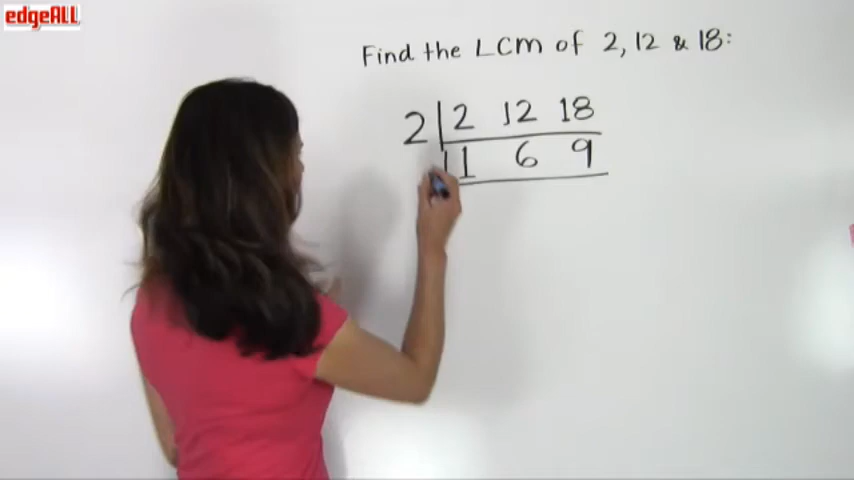 edgeALL
Find the LCM of 2, 12 & 18:
2 | 2 12 18
| 1 6 9